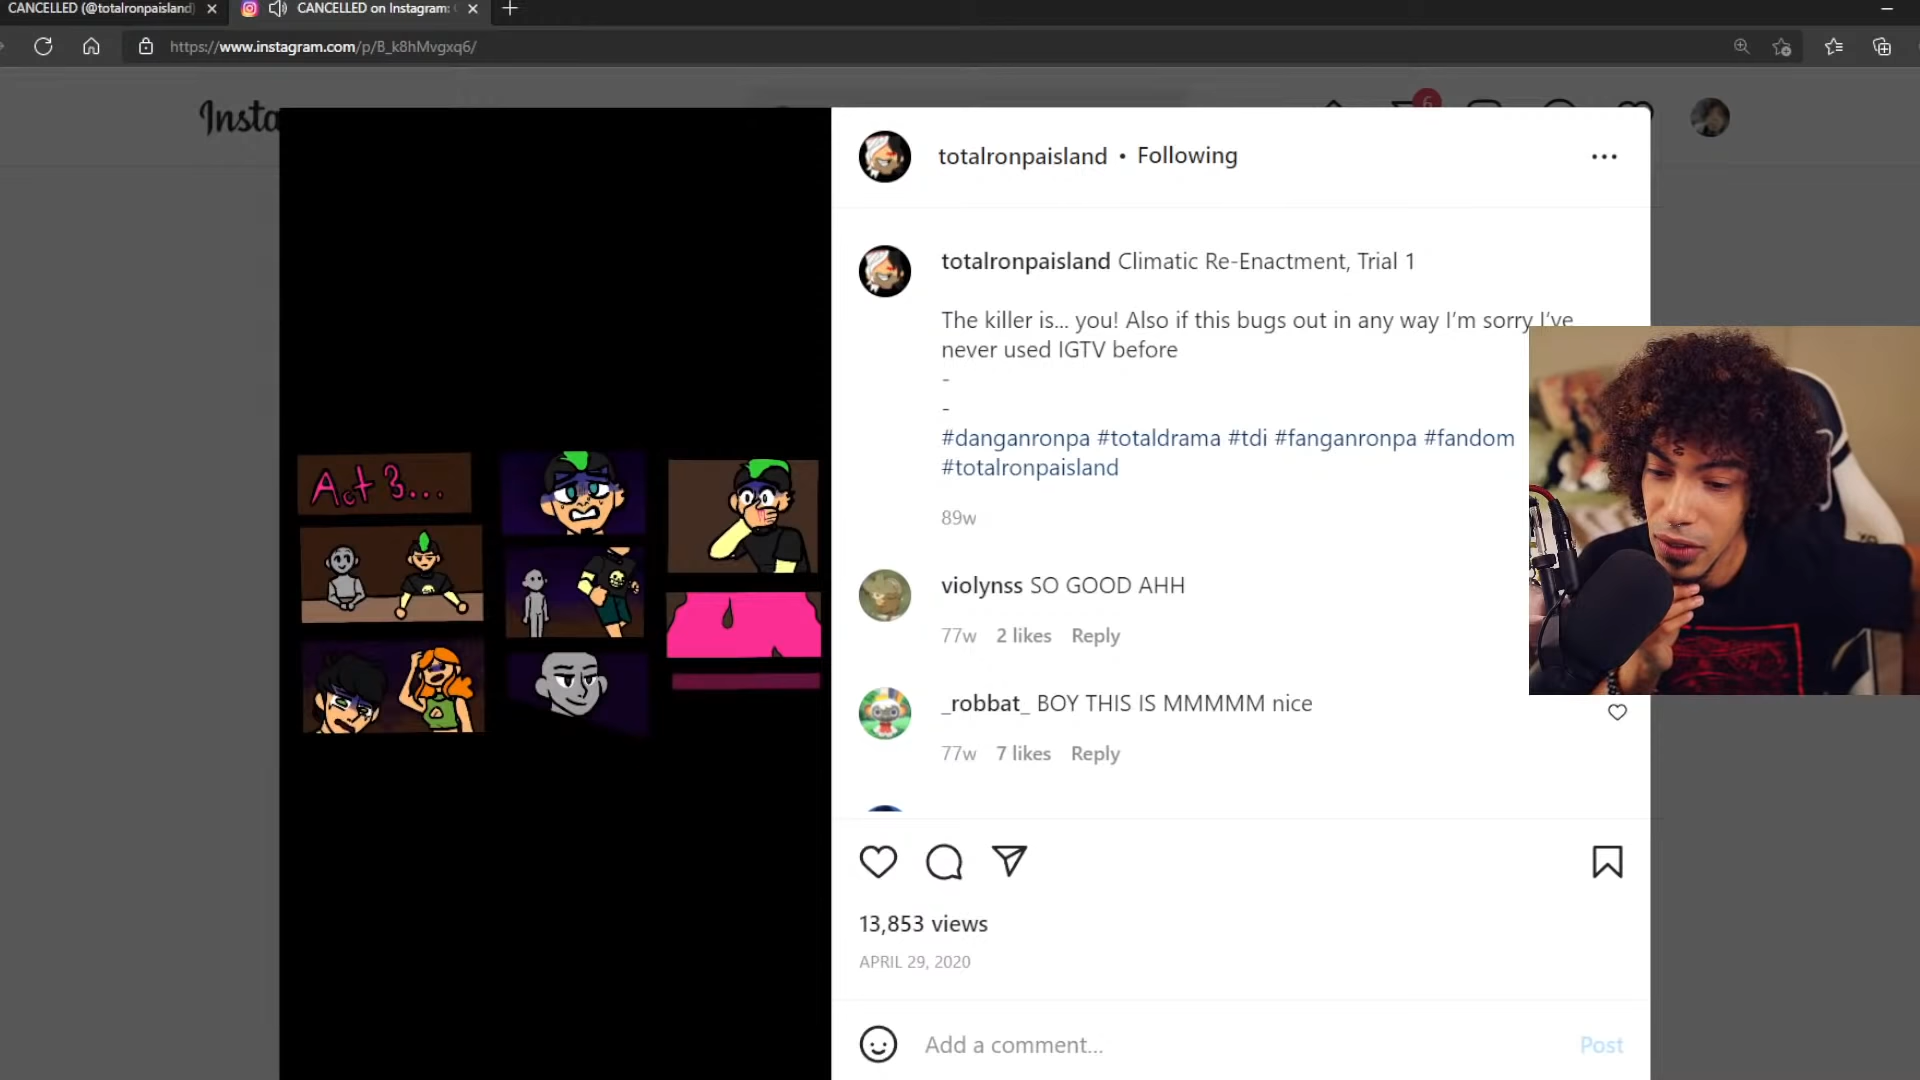 CANCELLED (@totalronpaisland)
CANCELLED on Instagram:
https://www.instagram.com/p/B_k8hMvgxq6/
Insta
6
totalronpaisland • Following
totalronpaisland Climatic Re-Enactment, Trial 1
The killer is... you! Also if this bugs out in any way I'm sorry I've
never used IGTV before
-
-
#danganronpa #totaldrama #tdi #fanganronpa #fandom
#totalronpaisland
89w
violynss SO GOOD AHH
77w 2 likes Reply
_robbat_ BOY THIS IS MMMMM nice
77w 7 likes Reply
13,853 views
APRIL 29, 2020
Add a comment...
Post
Act 3...